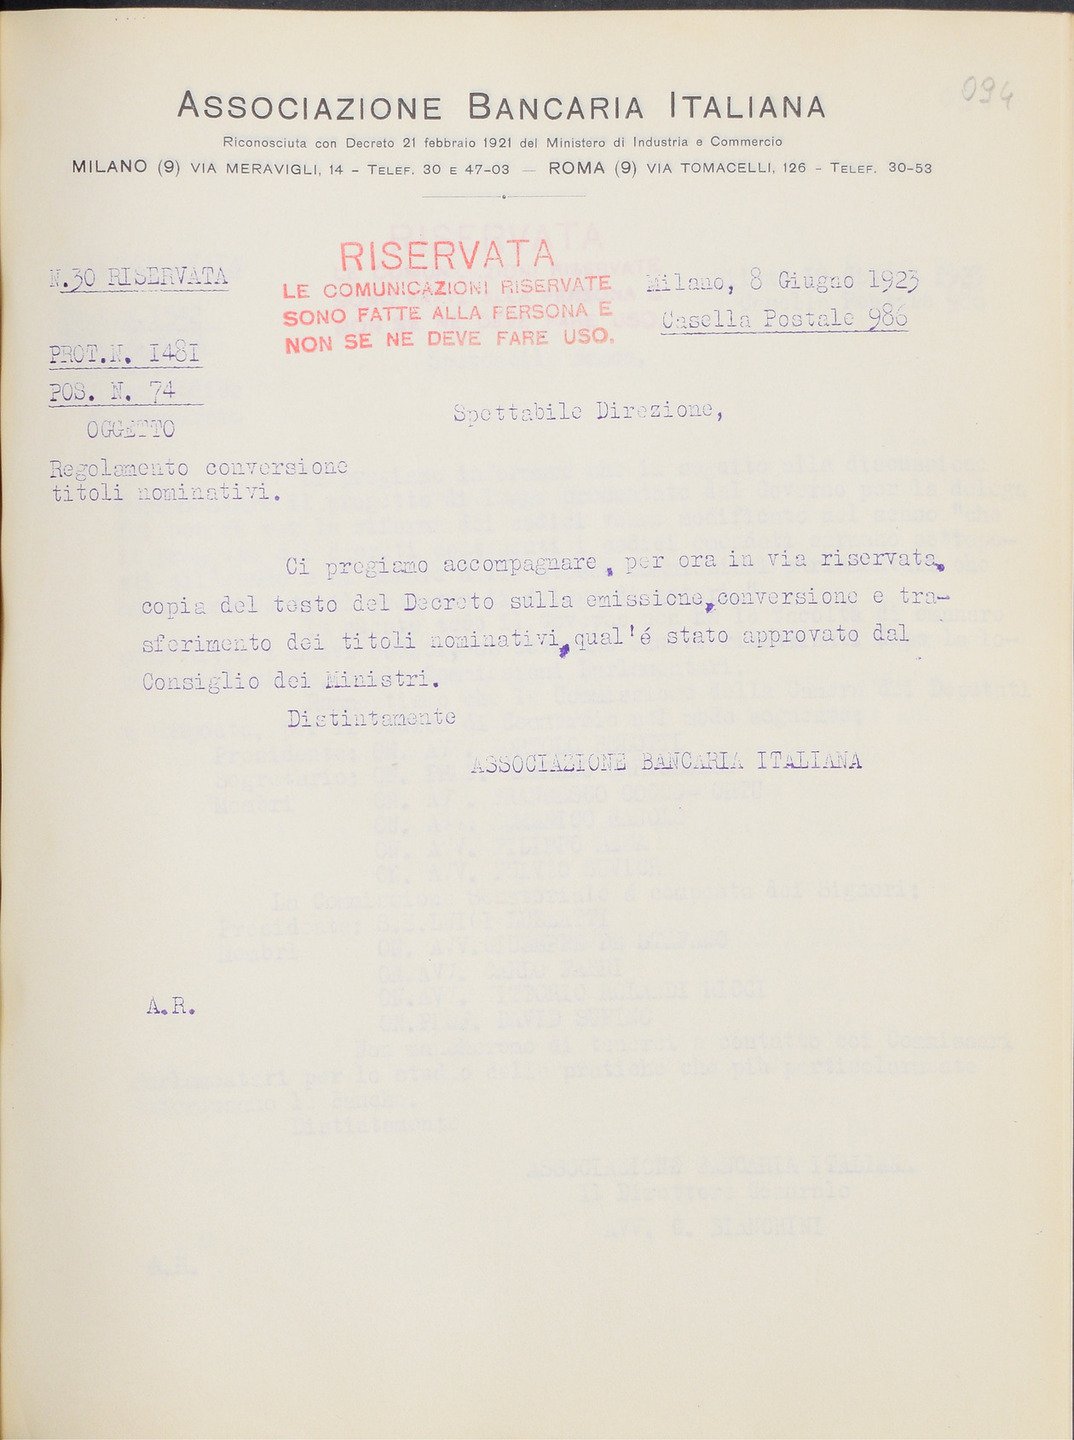 094
ASSOCIAZIONE BANCARIA ITALIANA
Riconosciuta con Decreto 21 febbraio 1921 del Ministero di Industria e Commercio
MILANO (9) VIA MERAVIGLI, 14 - TELEF. 30 E 47-03 — ROMA (9) VIA TOMACELLI, 126 - TELEF. 30-53
RISERVATA
LE COMUNICAZIONI RISERVATE
SONO FATTE ALLA PERSONA E
NON SE NE DEVE FARE USO.
N.30 RISERVATA
Milano, 8 Giugno 1923
Casella Postale 986
PROT.N. 1481
POS. N. 74
OGGETTO
Spettabile Direzione,
Regolamento conversione
titoli nominativi.
Ci pregiamo accompagnare, per ora in via riservata,
copia del testo del Decreto sulla emissione, conversione e tra-
sferimento dei titoli nominativi, qual'é stato approvato dal
Consiglio dei Ministri.
Distintamente
ASSOCIAZIONE BANCARIA ITALIANA
A.R.